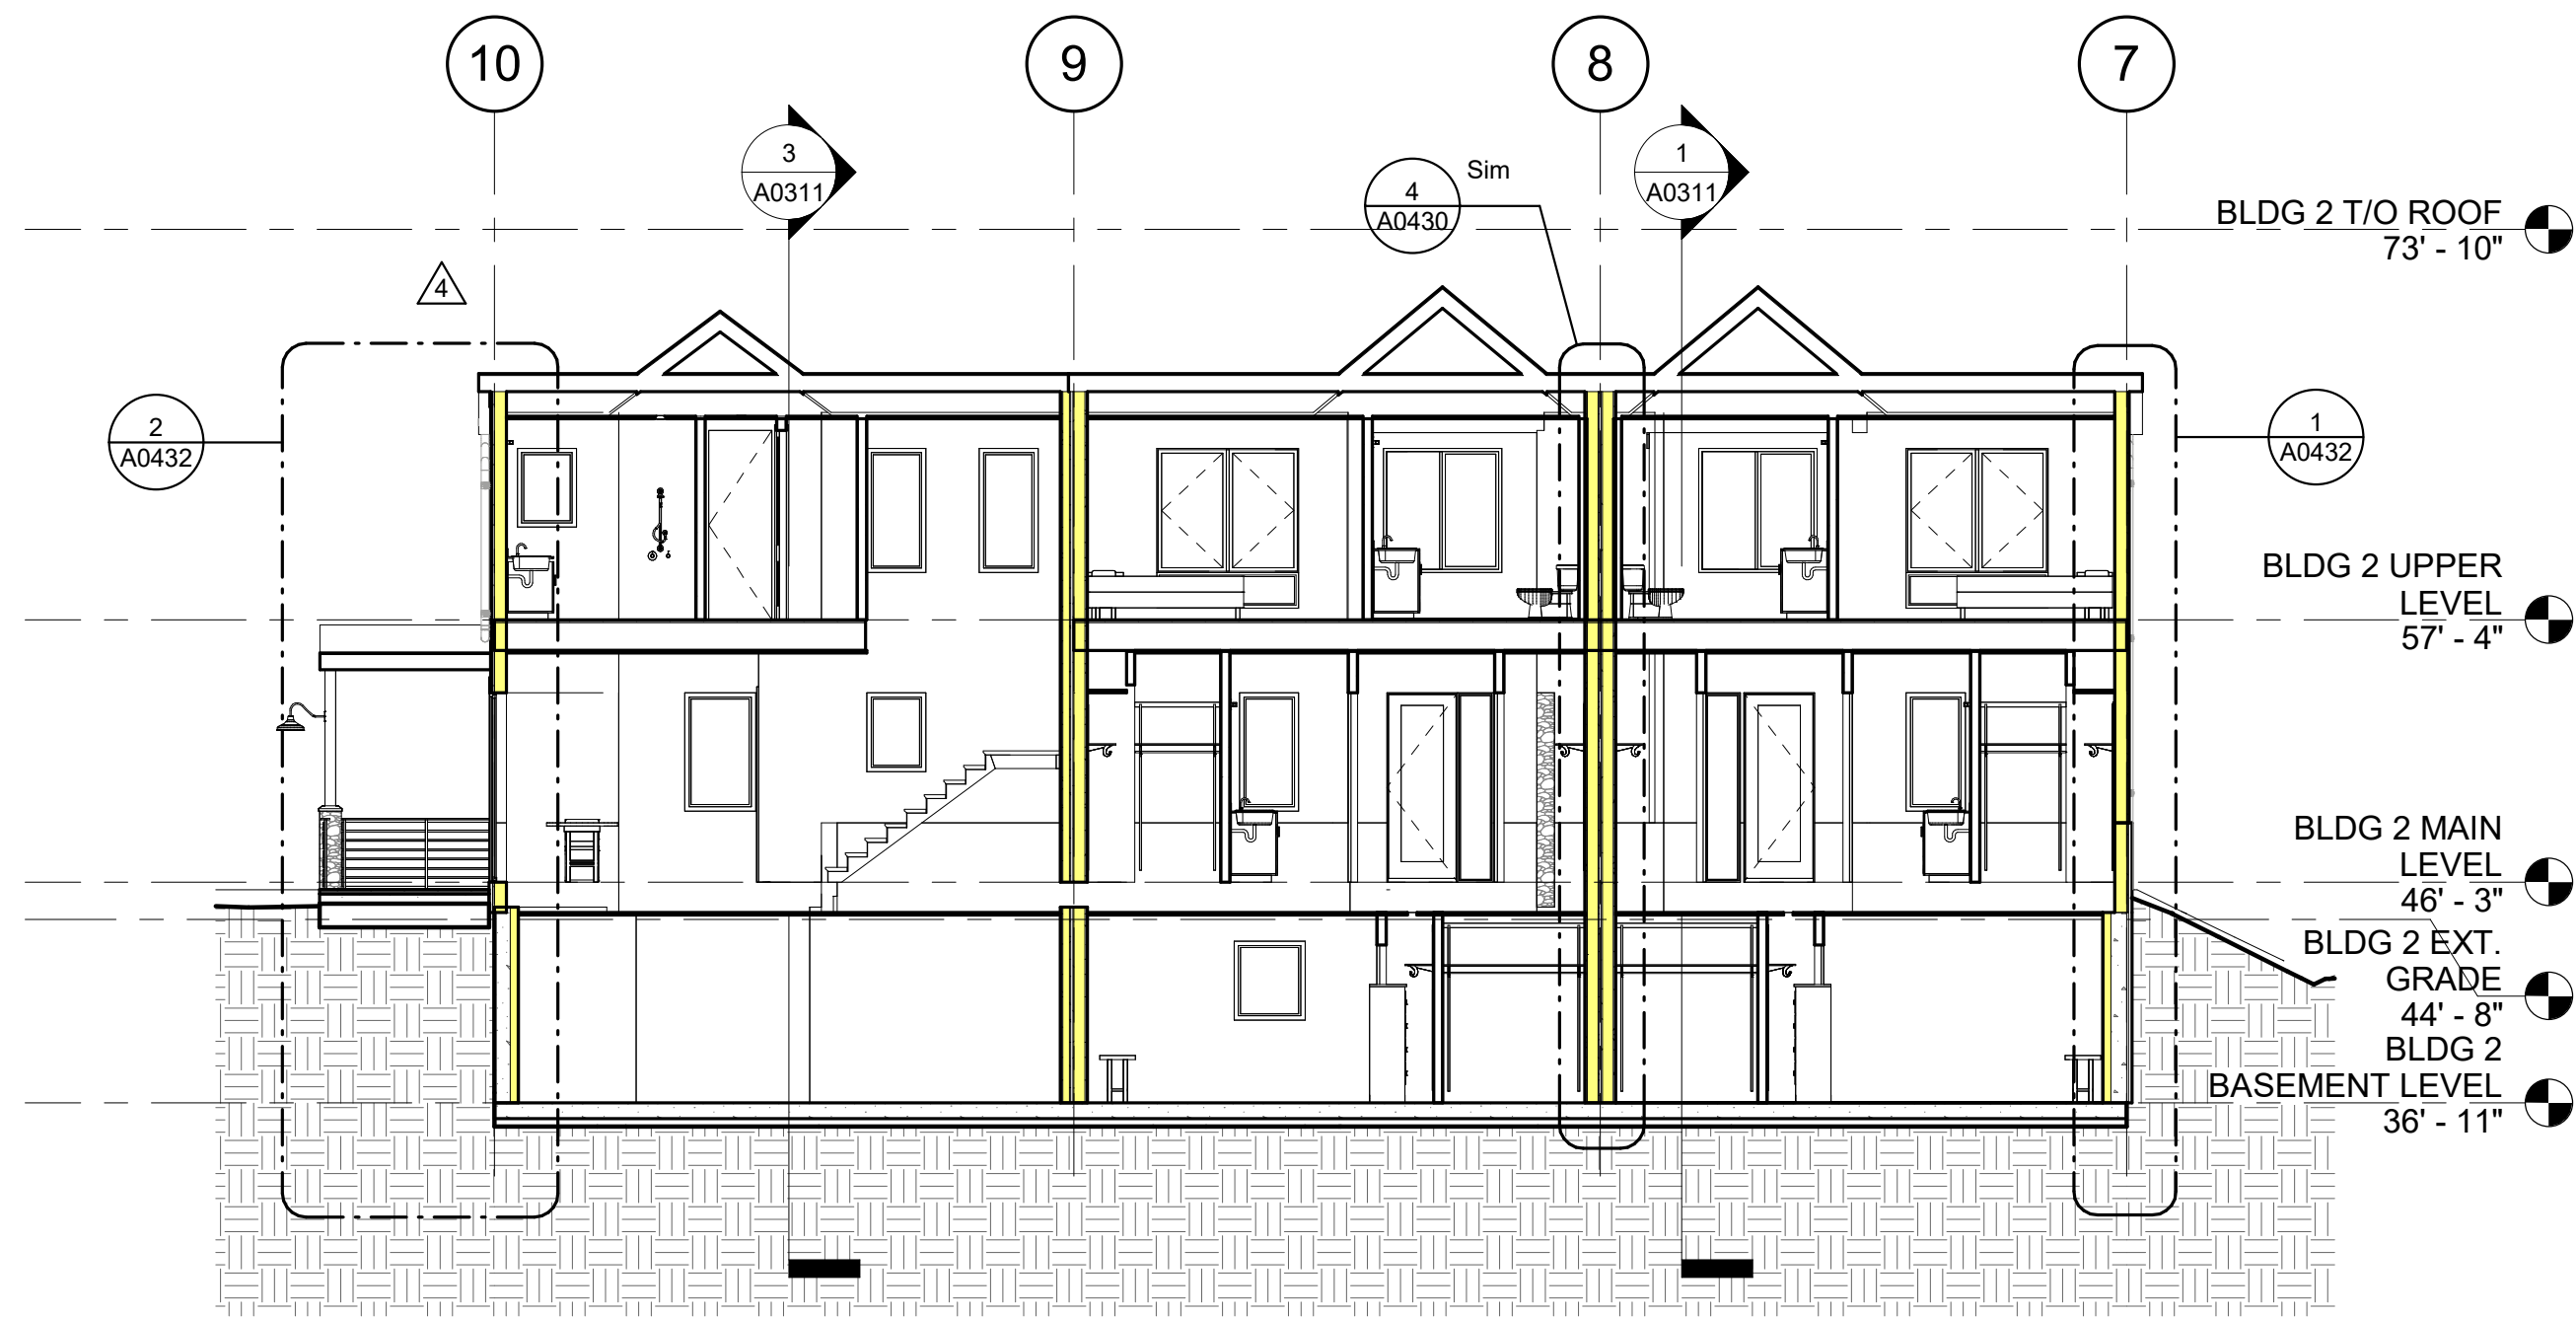 10
9
8
7
3
A0311
4
A0430
Sim
1
A0311
BLDG 2 T/O ROOF
73' - 10"
4
2
A0432
1
A0432
BLDG 2 UPPER
LEVEL
57' - 4"
BLDG 2 MAIN
LEVEL
46' - 3"
BLDG 2 EXT.
GRADE
44' - 8"
BLDG 2
BASEMENT LEVEL
36' - 11"